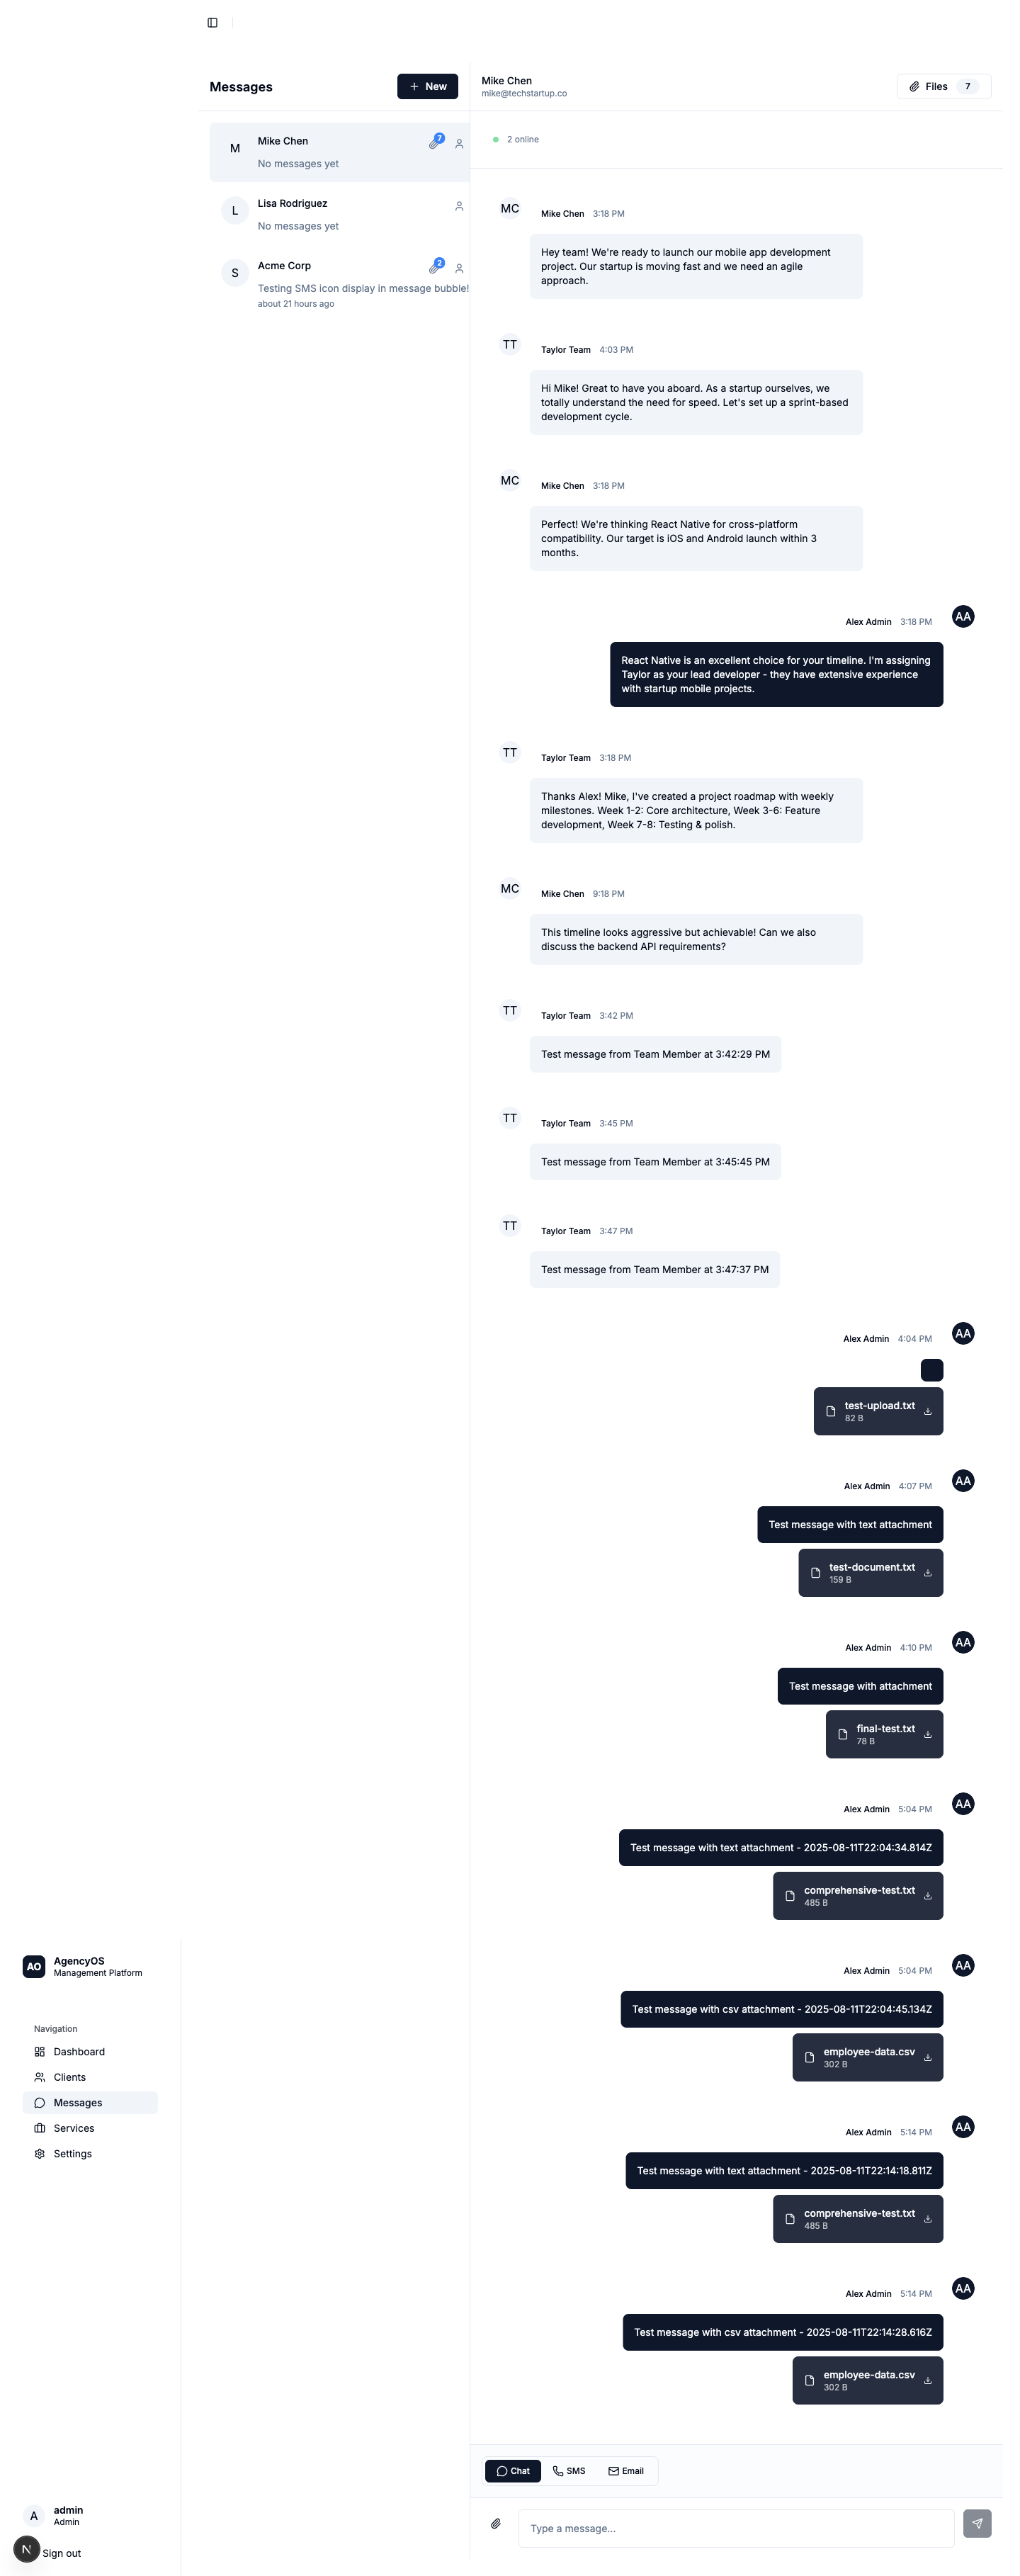 Messages
New
M
Mike Chen
7
No messages yet
L
Lisa Rodriguez
No messages yet
S
Acme Corp
2
Testing SMS icon display in message bubble!
about 21 hours ago
Mike Chen
mike@techstartup.co
Files 7
2 online
MC
Mike Chen 3:18 PM
Hey team! We're ready to launch our mobile app development
project. Our startup is moving fast and we need an agile
approach.
TT
Taylor Team 4:03 PM
Hi Mike! Great to have you aboard. As a startup ourselves, we
totally understand the need for speed. Let's set up a sprint-based
development cycle.
MC
Mike Chen 3:18 PM
Perfect! We're thinking React Native for cross-platform
compatibility. Our target is iOS and Android launch within 3
months.
Alex Admin 3:18 PM
AA
React Native is an excellent choice for your timeline. I'm assigning
Taylor as your lead developer - they have extensive experience
with startup mobile projects.
TT
Taylor Team 3:18 PM
Thanks Alex! Mike, I've created a project roadmap with weekly
milestones. Week 1-2: Core architecture, Week 3-6: Feature
development, Week 7-8: Testing & polish.
MC
Mike Chen 9:18 PM
This timeline looks aggressive but achievable! Can we also
discuss the backend API requirements?
TT
Taylor Team 3:42 PM
Test message from Team Member at 3:42:29 PM
TT
Taylor Team 3:45 PM
Test message from Team Member at 3:45:45 PM
TT
Taylor Team 3:47 PM
Test message from Team Member at 3:47:37 PM
Alex Admin 4:04 PM
AA
test-upload.txt
82 B
Alex Admin 4:07 PM
AA
Test message with text attachment
test-document.txt
159 B
Alex Admin 4:10 PM
AA
Test message with attachment
final-test.txt
78 B
Alex Admin 5:04 PM
AA
Test message with text attachment - 2025-08-11T22:04:34.814Z
comprehensive-test.txt
485 B
Alex Admin 5:04 PM
AA
Test message with csv attachment - 2025-08-11T22:04:45.134Z
employee-data.csv
302 B
Alex Admin 5:14 PM
AA
Test message with text attachment - 2025-08-11T22:14:18.811Z
comprehensive-test.txt
485 B
Alex Admin 5:14 PM
AA
Test message with csv attachment - 2025-08-11T22:14:28.616Z
employee-data.csv
302 B
Chat
SMS
Email
Type a message...
AO
AgencyOS
Management Platform
Navigation
Dashboard
Clients
Messages
Services
Settings
A
admin
Admin
N
Sign out